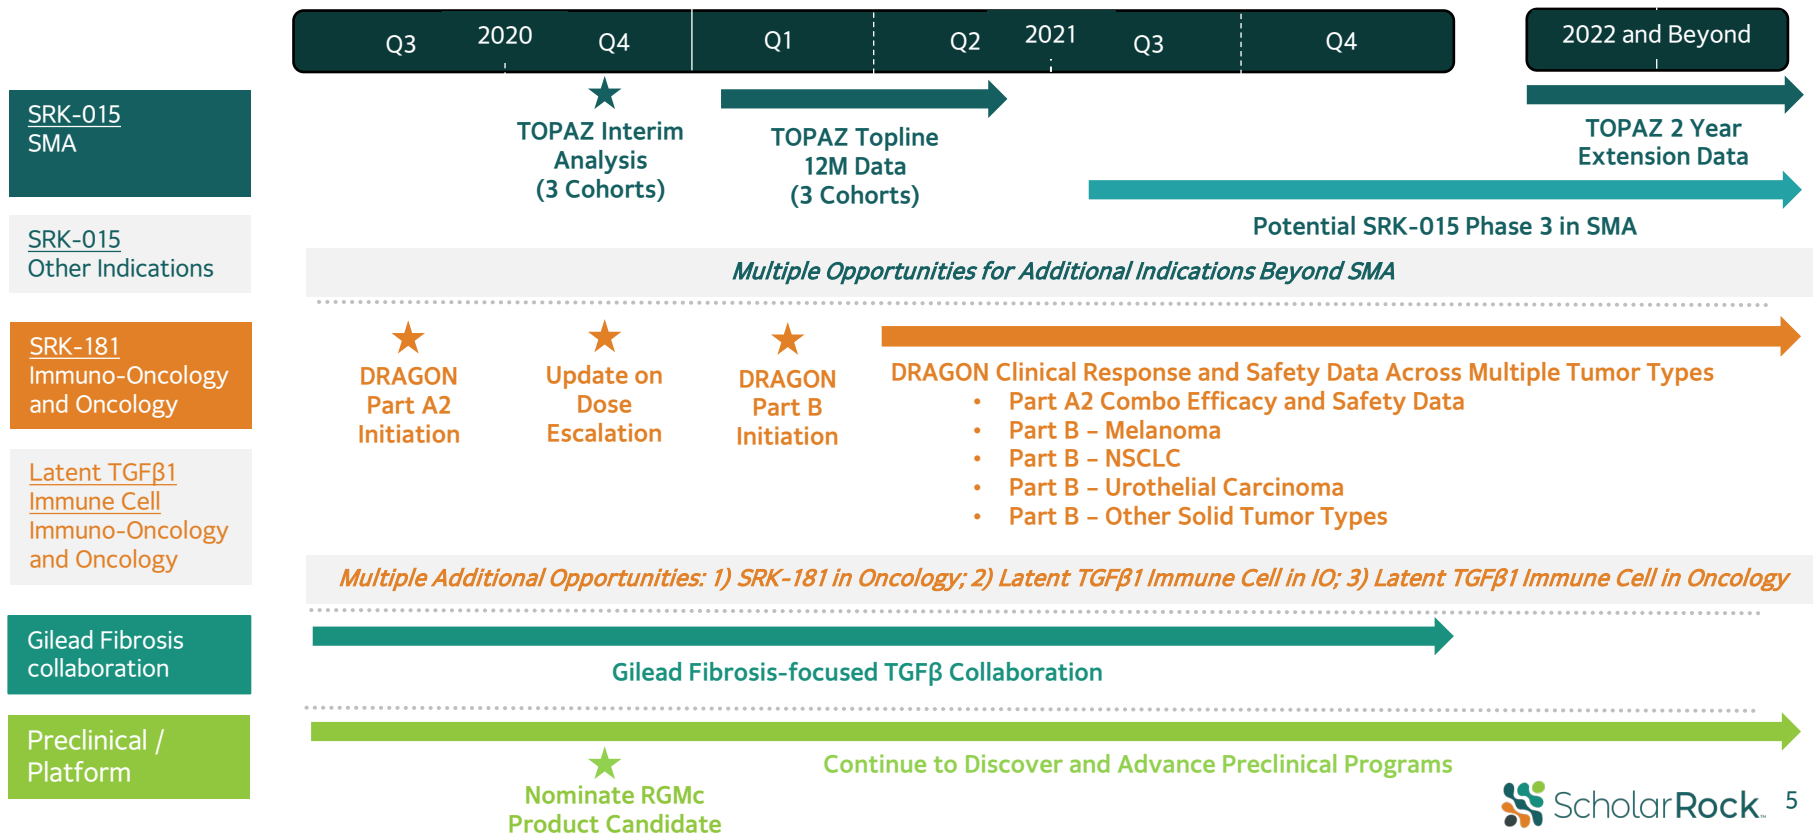 2020
2021
2022 and Beyond
Q3
Q4
Q1
Q2
Q3
Q4
SRK-015
SMA
TOPAZ Interim
Analysis
(3 Cohorts)
TOPAZ Topline
12M Data
(3 Cohorts)
TOPAZ 2 Year
Extension Data
Potential SRK-015 Phase 3 in SMA
SRK-015
Other Indications
Multiple Opportunities for Additional Indications Beyond SMA
SRK-181
Immuno-Oncology
and Oncology
DRAGON
Part A2
Initiation
Update on
Dose
Escalation
DRAGON
Part B
Initiation
DRAGON Clinical Response and Safety Data Across Multiple Tumor Types
• Part A2 Combo Efficacy and Safety Data
• Part B – Melanoma
• Part B – NSCLC
• Part B – Urothelial Carcinoma
• Part B – Other Solid Tumor Types
Latent TGFβ1
Immune Cell
Immuno-Oncology
and Oncology
Multiple Additional Opportunities: 1) SRK-181 in Oncology; 2) Latent TGFβ1 Immune Cell in IO; 3) Latent TGFβ1 Immune Cell in Oncology
Gilead Fibrosis
collaboration
Gilead Fibrosis-focused TGFβ Collaboration
Preclinical /
Platform
Continue to Discover and Advance Preclinical Programs
Nominate RGMc
Product Candidate
ScholarRock™
5